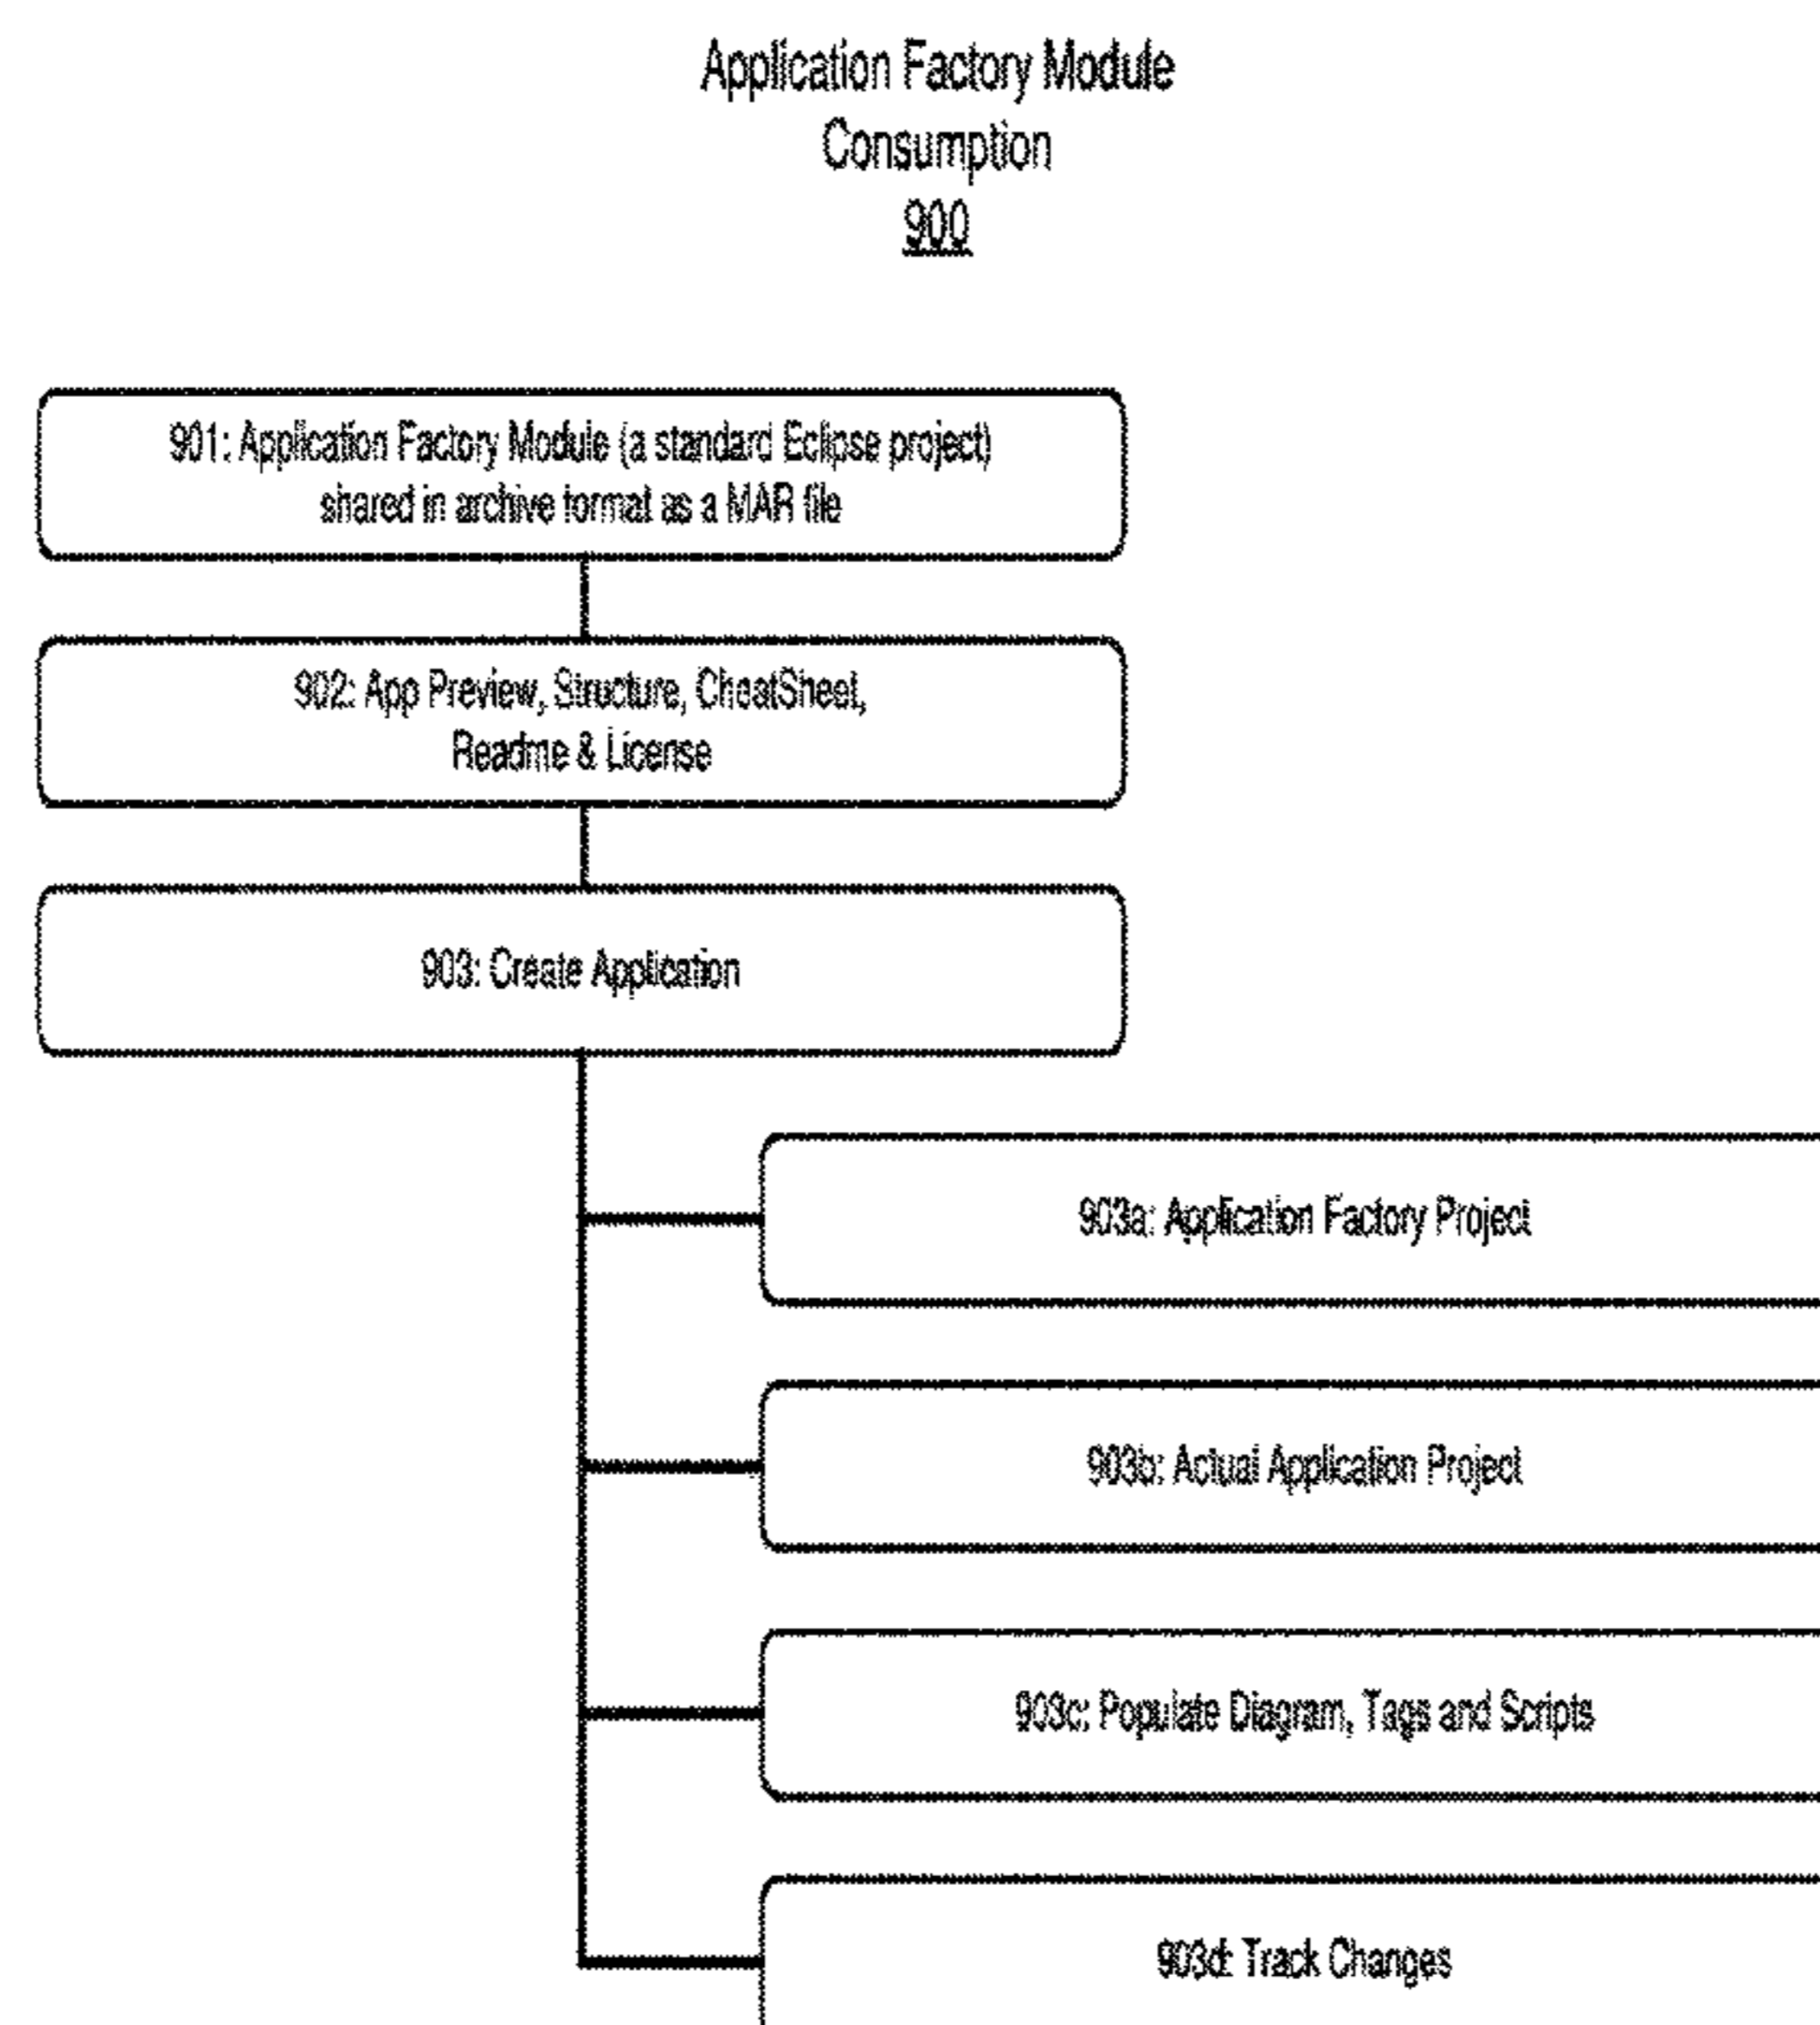 Application Factory Module
Consumption
900
901: Application Factory Module (a standard Eclipse project)
shared in archive format as a MAR file
902: App Preview, Structure, CheatSheet,
Readme & License
903: Create Application
903a: Application Factory Project
903b: Actual Application Project
903c: Populate Diagram, Tags and Scripts
903d: Track Changes